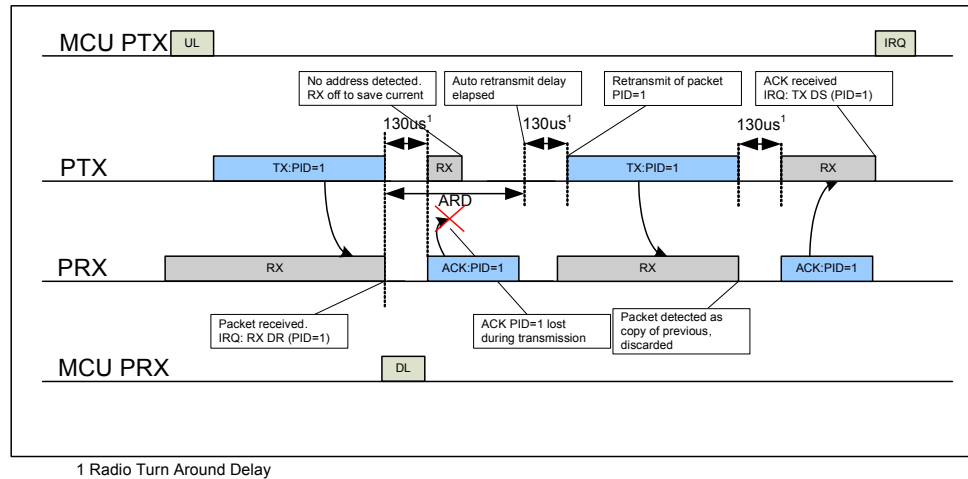 MCU PTX
UL
IRQ
No address detected.
RX off to save current
Auto retransmit delay
elapsed
Retransmit of packet
PID=1
ACK received
IRQ: TX DS (PID=1)
130us1
130us1
130us1
PTX
TX:PID=1
RX
TX:PID=1
RX
ARD
PRX
RX
ACK:PID=1
RX
ACK:PID=1
Packet received.
IRQ: RX DR (PID=1)
ACK PID=1 lost
during transmission
Packet detected as
copy of previous,
discarded
MCU PRX
DL
1 Radio Turn Around Delay